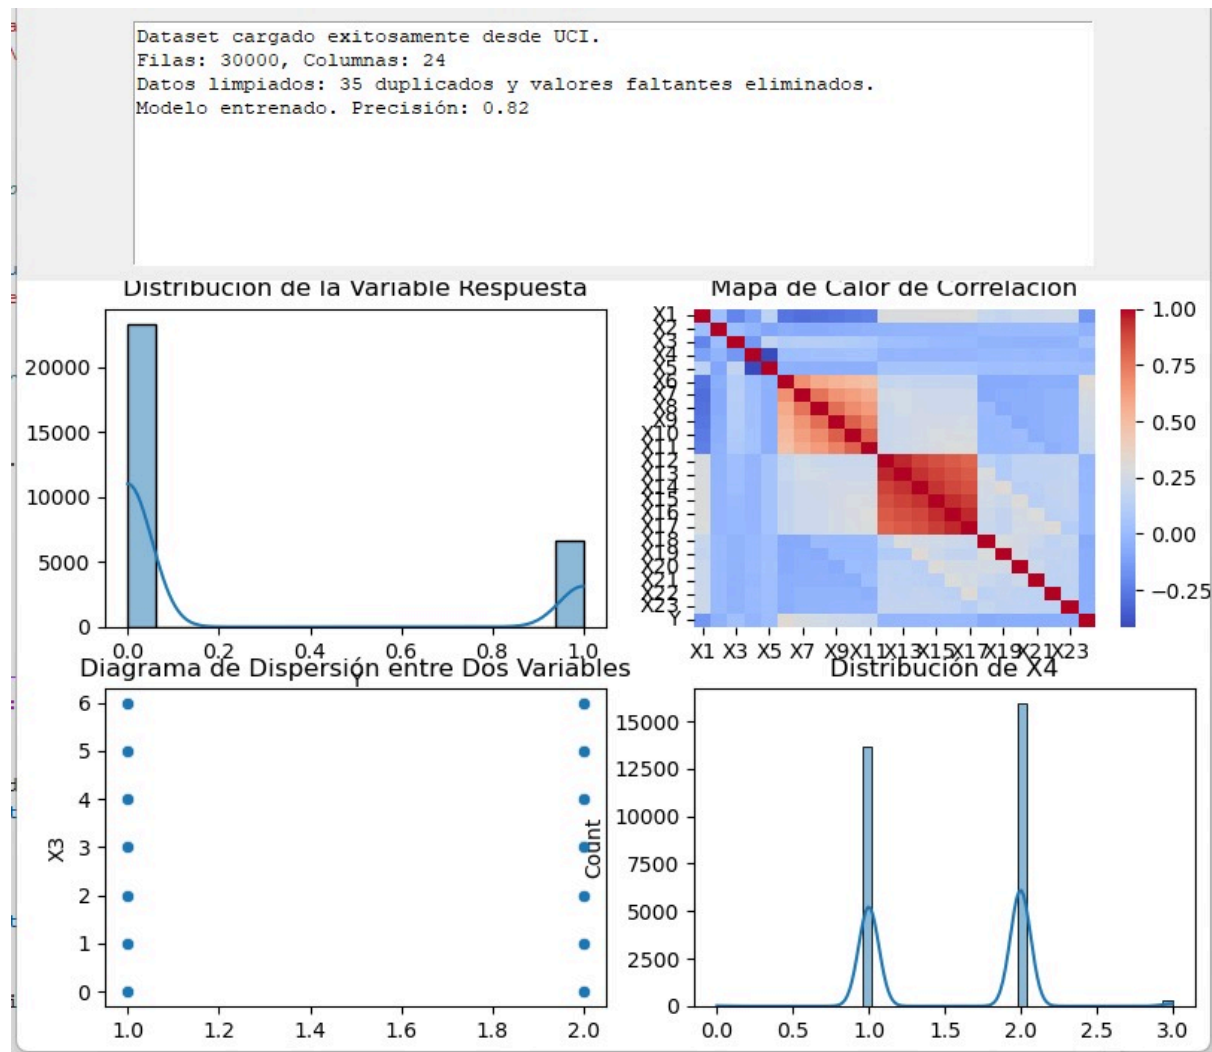 Dataset cargado exitosamente desde UCI.
Filas: 30000, Columnas: 24
Datos limpiados: 35 duplicados y valores faltantes eliminados.
Modelo entrenado. Precisión: 0.82
Distribución de la Variable Respuesta
20000
15000
10000
5000
0
0.0 0.2 0.4 0.6 0.8 1.0
Y
Mapa de Calor de Correlación
X1
X2
X3
X4
X5
X6
X7
X8
X9
X10
X11
X12
X13
X14
X15
X16
X17
X18
X19
X20
X21
X22
X23
Y
X1 X3 X5 X7 X9 X11 X13 X15 X17 X19 X21 X23
1.00
0.75
0.50
0.25
0.00
−0.25
Diagrama de Dispersión entre Dos Variables
X3
6
5
4
3
2
1
0
1.0 1.2 1.4 1.6 1.8 2.0
Distribución de X4
Count
15000
12500
10000
7500
5000
2500
0
0.0 0.5 1.0 1.5 2.0 2.5 3.0